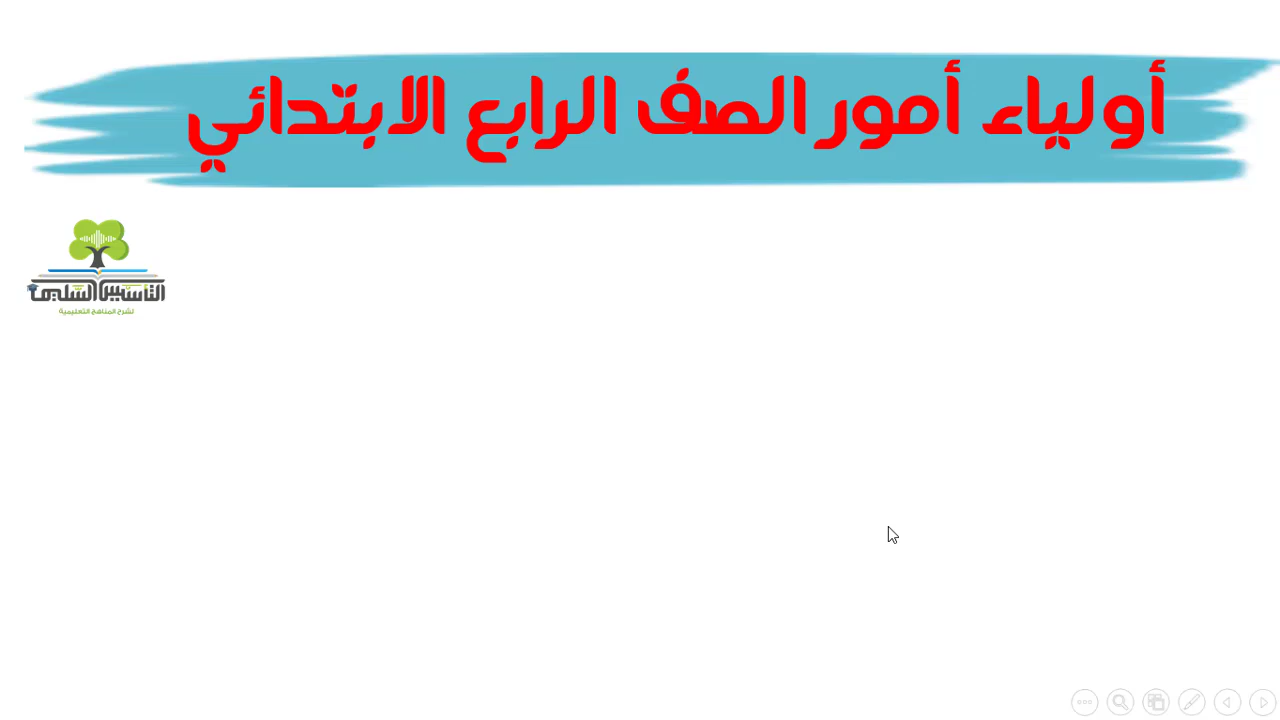 أولياء أمور الصف الرابع الابتدائي
التأسيس السليم
لشرح المناهج التعليمية